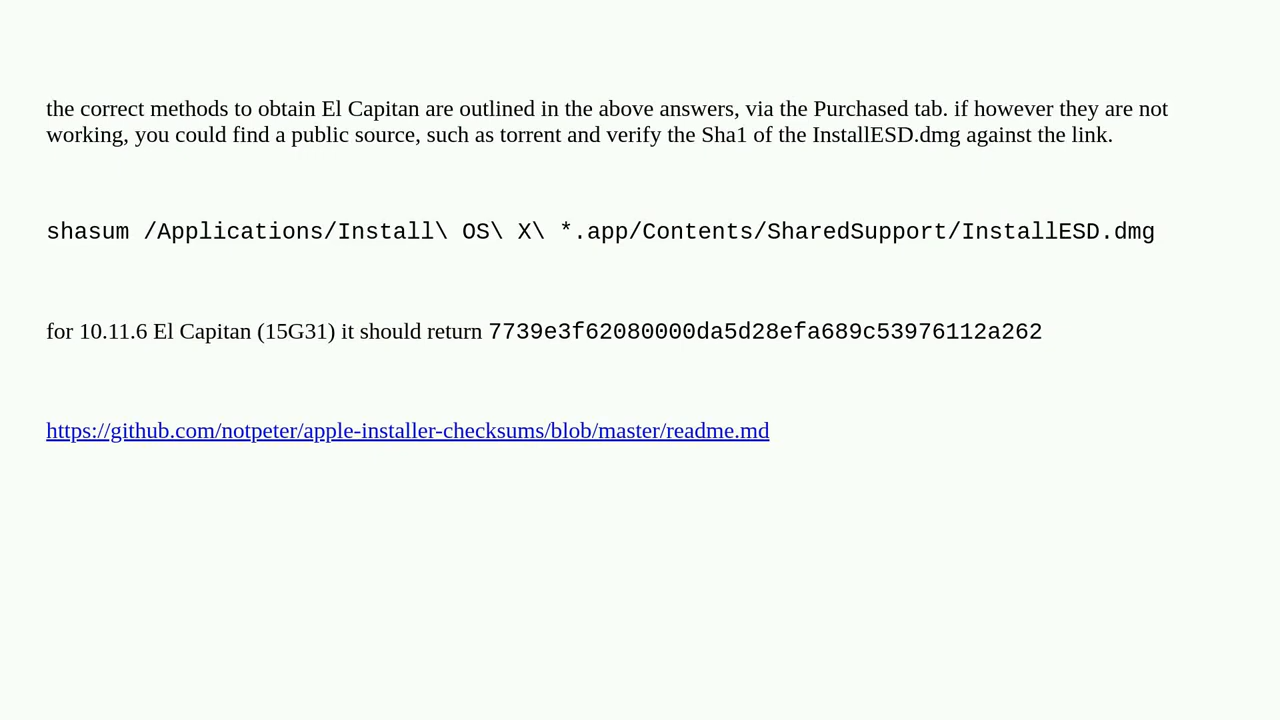 the correct methods to obtain El Capitan are outlined in the above answers, via the Purchased tab. if however they are not
working, you could find a public source, such as torrent and verify the Sha1 of the InstallESD.dmg against the link.
shasum /Applications/Install\ OS\ X\ *.app/Contents/SharedSupport/InstallESD.dmg
for 10.11.6 El Capitan (15G31) it should return 7739e3f62080000da5d28efa689c53976112a262
https://github.com/notpeter/apple-installer-checksums/blob/master/readme.md